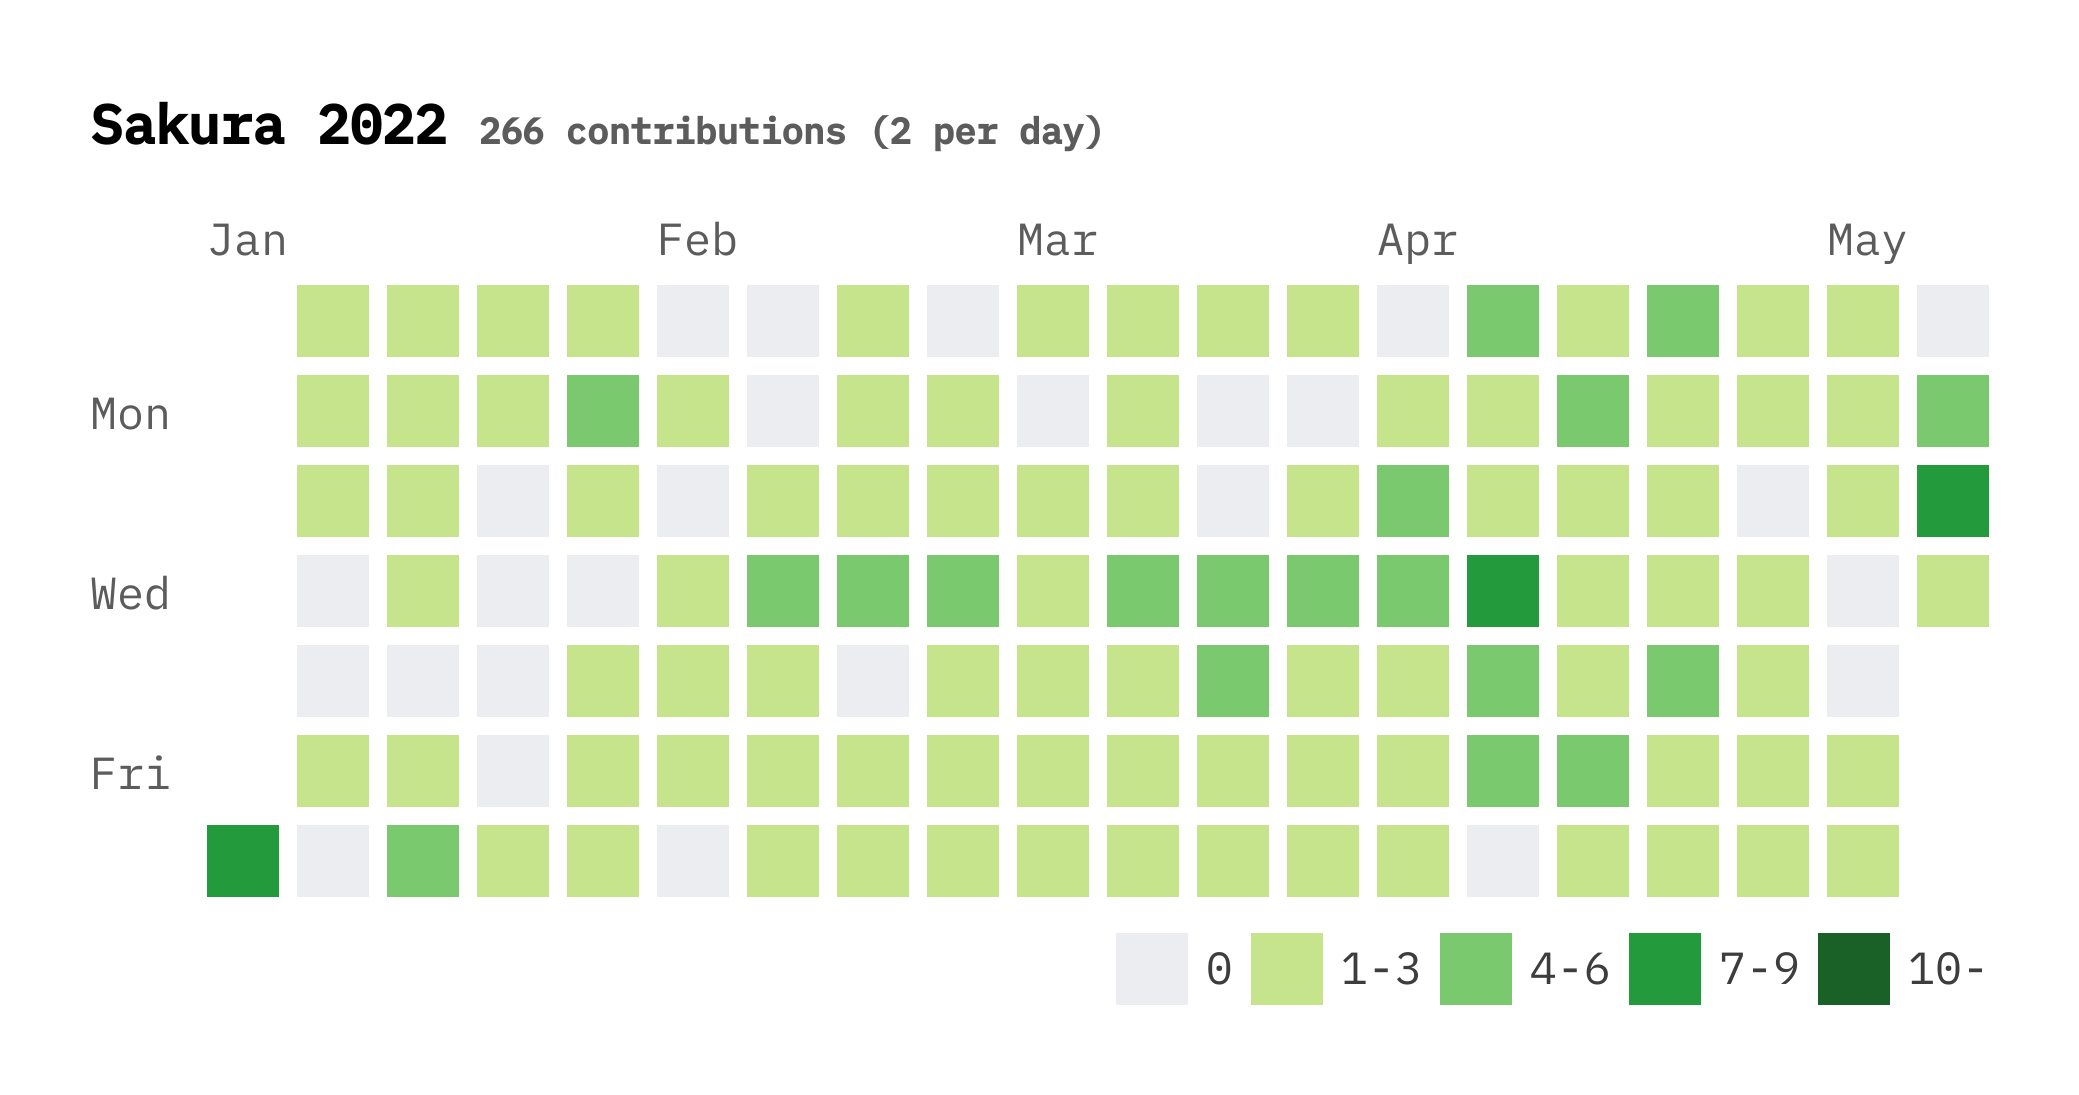 Sakura 2022 266 contributions (2 per day)
Jan Feb Mar Apr May
Mon
Wed
Fri
0 1-3 4-6 7-9 10-